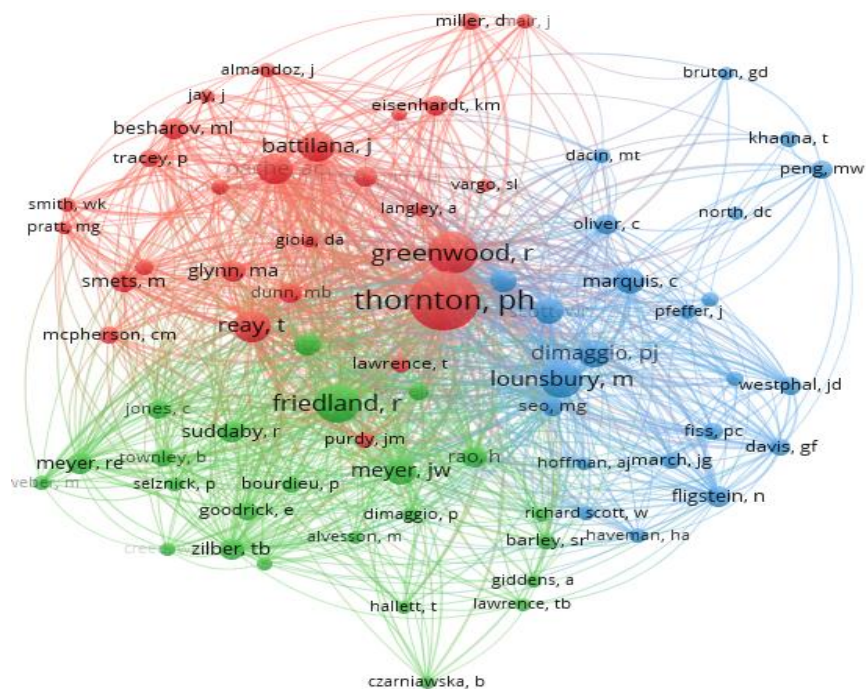 miller, d
mair, j
almandoz, j
bruton, gd
jay, j
eisenhardt, km
besharov, ml
khanna, t
battilana, j
tracey, p
dacin, mt
peng, mw
vargo, sl
smith, wk
langley, a
north, dc
pratt, mg
oliver, c
gioia, da
greenwood, r
glynn, ma
smets, m
marquis, c
dunn, mb
thornton, ph
pfeffer, j
reay, t
mcpherson, cm
dimaggio, pj
lawrence, t
lounsbury, m
westphal, jd
friedland, r
jones, c
seo, mg
suddaby, r
fiss, pc
purdy, jm
davis, gf
townley, b
rao, h
meyer, re
hoffman, aj
march, jg
meyer, jw
weber, m
selznick, p
bourdieu, p
fligstein, n
goodrick, e
dimaggio, p
richard scott, w
alvesson, m
haveman, ha
zilber, tb
barley, sr
giddens, a
hallett, t
lawrence, tb
czarniawska, b